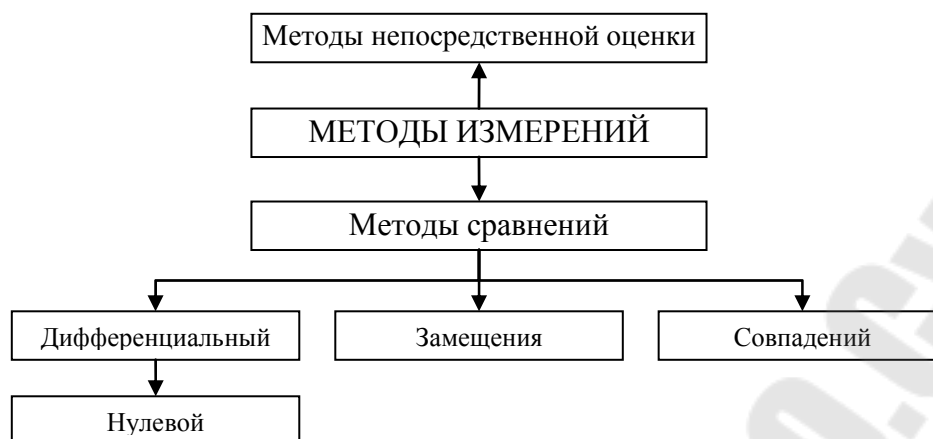 Методы непосредственной оценки
МЕТОДЫ ИЗМЕРЕНИЙ
Методы сравнений
Дифференциальный
Замещения
Совпадений
Нулевой